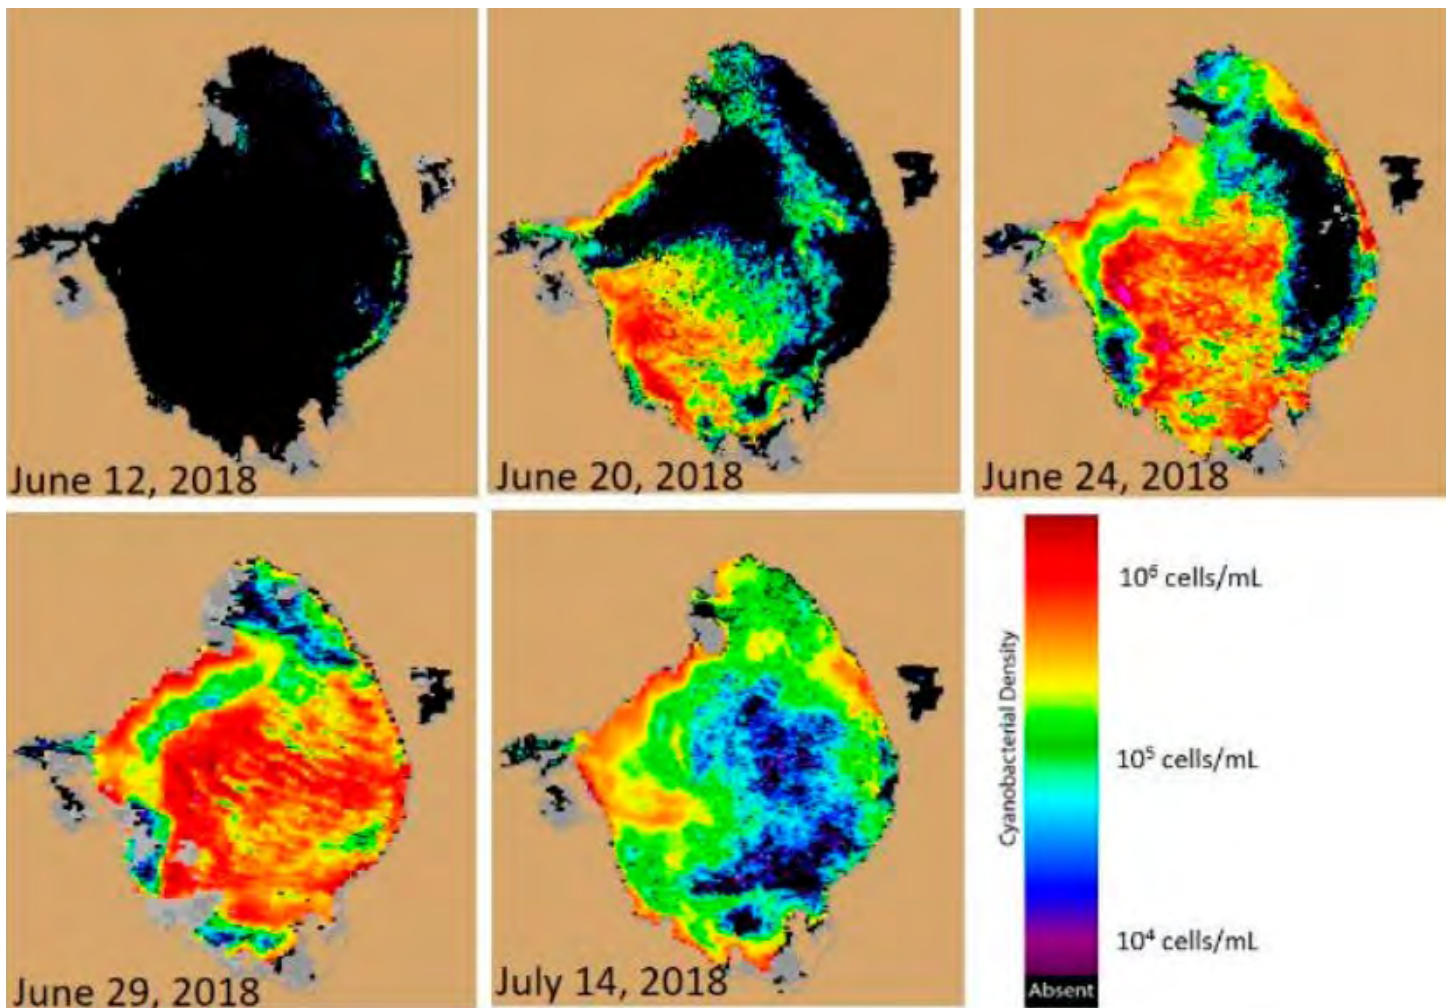 June 12, 2018
June 20, 2018
June 24, 2018
June 29, 2018
July 14, 2018
Cyanobacterial Density
10⁶ cells/mL
10⁵ cells/mL
10⁴ cells/mL
Absent